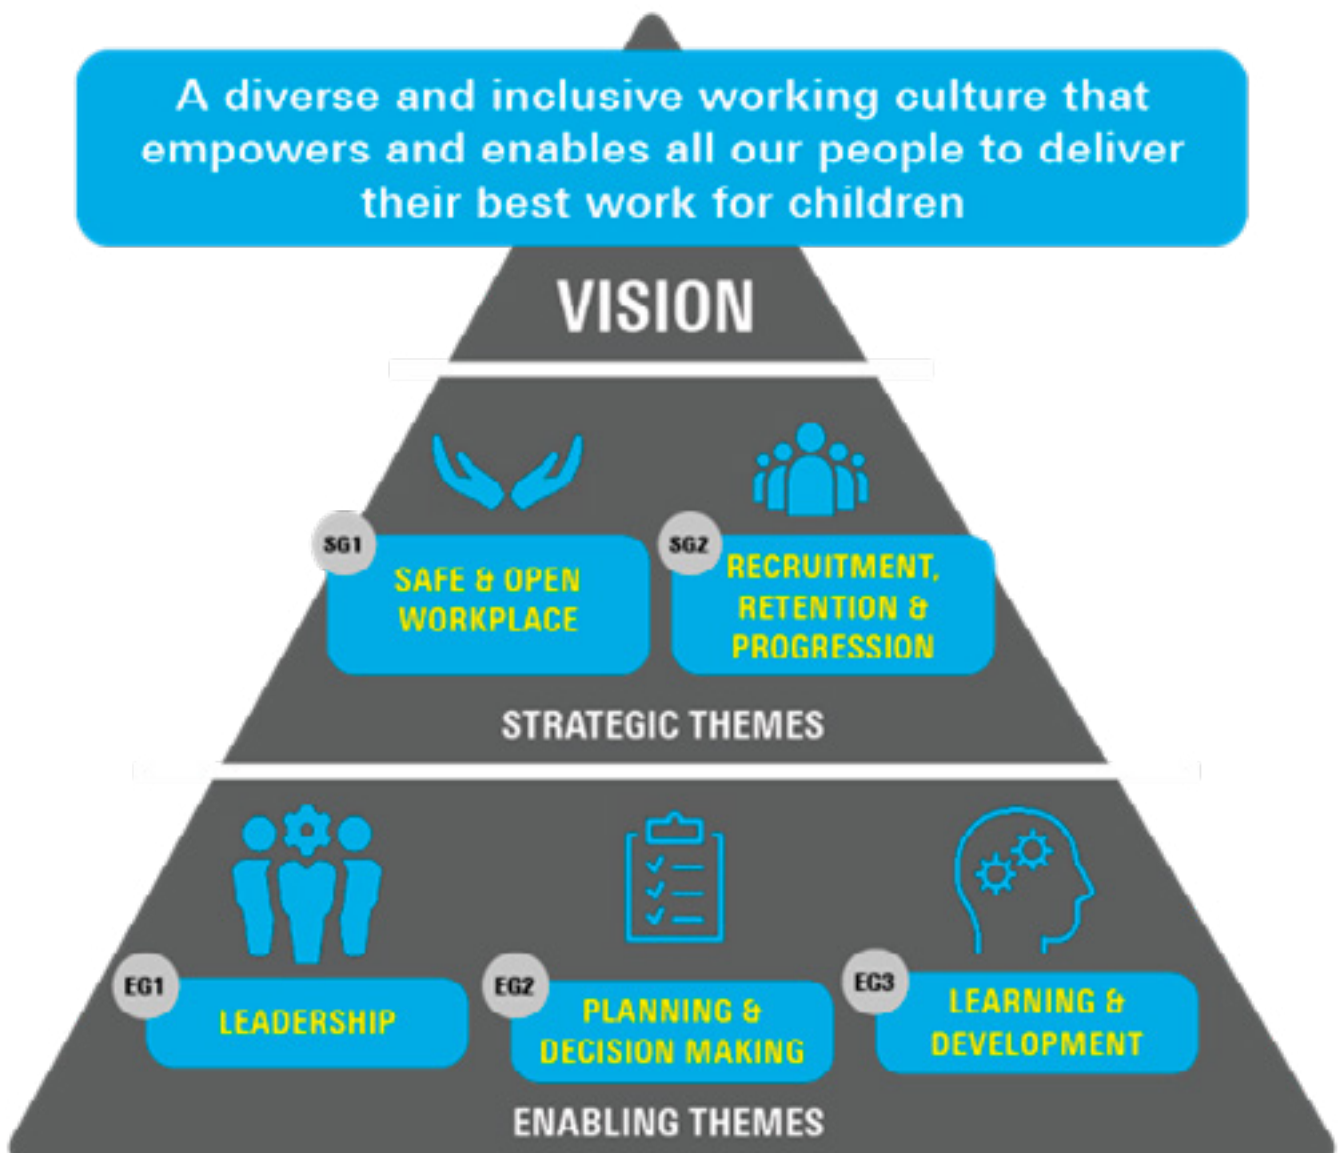 A diverse and inclusive working culture that
empowers and enables all our people to deliver
their best work for children
VISION
SG1
SAFE & OPEN
WORKPLACE
SG2
RECRUITMENT,
RETENTION &
PROGRESSION
STRATEGIC THEMES
EG1
LEADERSHIP
EG2
PLANNING &
DECISION MAKING
EG3
LEARNING &
DEVELOPMENT
ENABLING THEMES